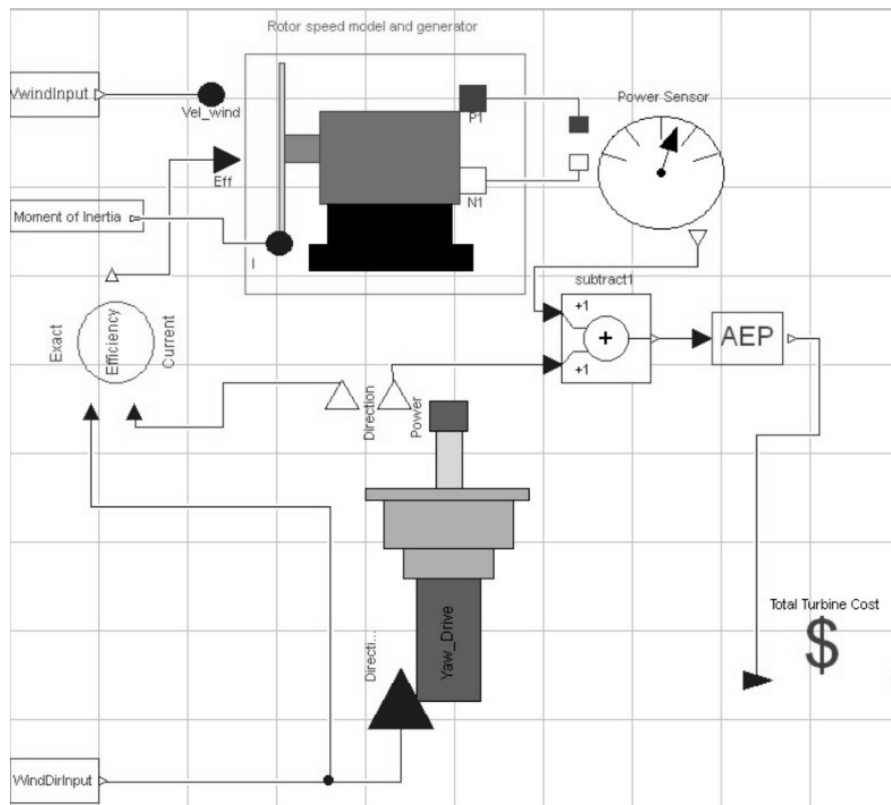 Rotor speed model and generator
VwindInput
Vel_wind
P1
Power Sensor
Eff
N1
Moment of Inertia
I
subtract1
+1
+
+1
AEP
Exact
Efficiency
Current
Direction
Power
Yaw_Drive
Directi...
Total Turbine Cost
$
WindDirInput